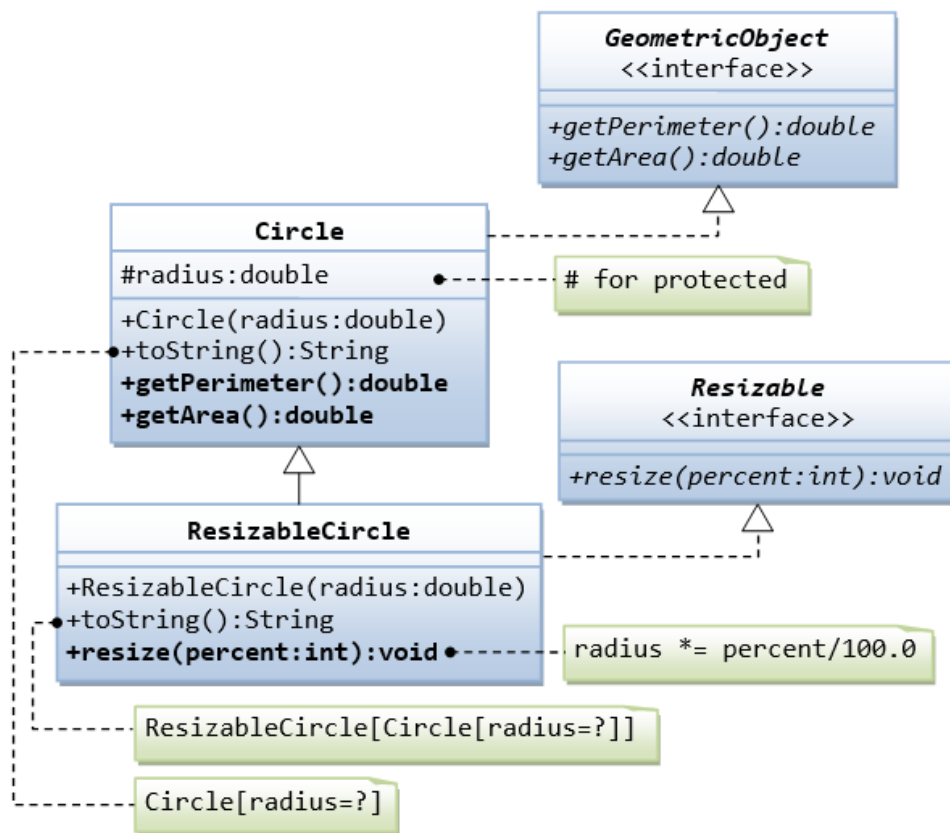 GeometricObject
<<interface>>
+getPerimeter():double
+getArea():double
Circle
#radius:double
# for protected
+Circle(radius:double)
+toString():String
+getPerimeter():double
+getArea():double
Resizable
<<interface>>
+resize(percent:int):void
ResizableCircle
+ResizableCircle(radius:double)
+toString():String
+resize(percent:int):void
radius *= percent/100.0
ResizableCircle[Circle[radius=?]]
Circle[radius=?]